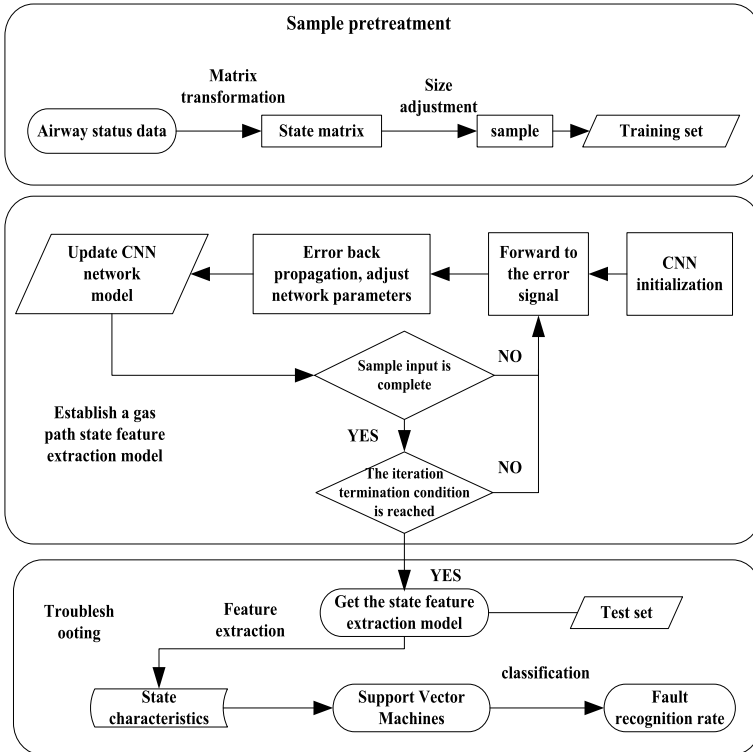 Sample pretreatment
Matrix
transformation
Size
adjustment
Airway status data
State matrix
sample
Training set
Update CNN
network
model
Error back
propagation, adjust
network parameters
Forward to
the error
signal
CNN
initialization
Sample input is
complete
NO
Establish a gas
path state feature
extraction model
YES
The iteration
termination condition
is reached
NO
YES
Troublesh
ooting
Feature
extraction
Get the state feature
extraction model
Test set
State
characteristics
Support Vector
Machines
classification
Fault
recognition rate